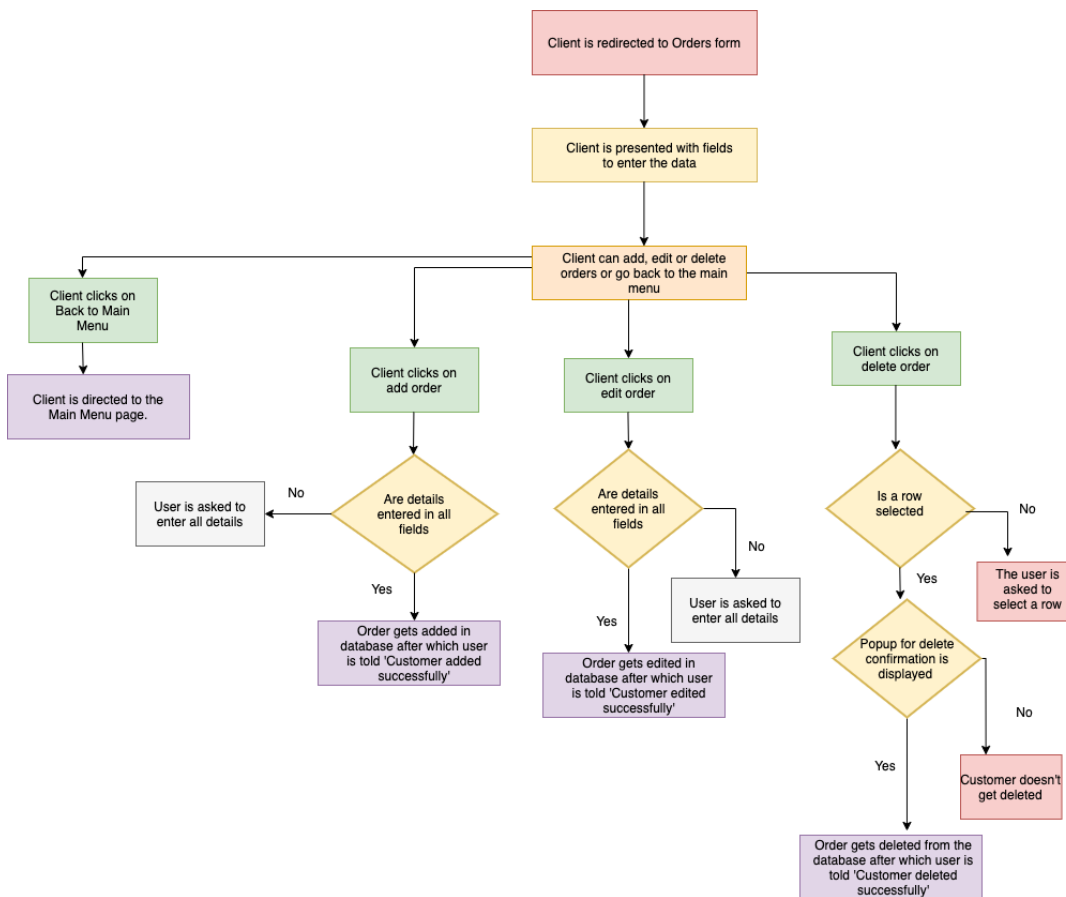 Client is redirected to Orders form
Client is presented with fields
to enter the data
Client can add, edit or delete
orders or go back to the main
menu
Client clicks on
Back to Main
Menu
Client is directed to the
Main Menu page.
Client clicks on
add order
Client clicks on
edit order
Client clicks on
delete order
Are details
entered in all
fields
No
User is asked to
enter all details
Yes
Order gets added in
database after which user
is told 'Customer added
successfully'
Are details
entered in all
fields
No
User is asked to
enter all details
Yes
Order gets edited in
database after which user
is told 'Customer edited
successfully'
Is a row
selected
No
The user is
asked to
select a row
Yes
Popup for delete
confirmation is
displayed
No
Customer doesn't
get deleted
Yes
Order gets deleted from the
database after which user is
told 'Customer deleted
successfully'